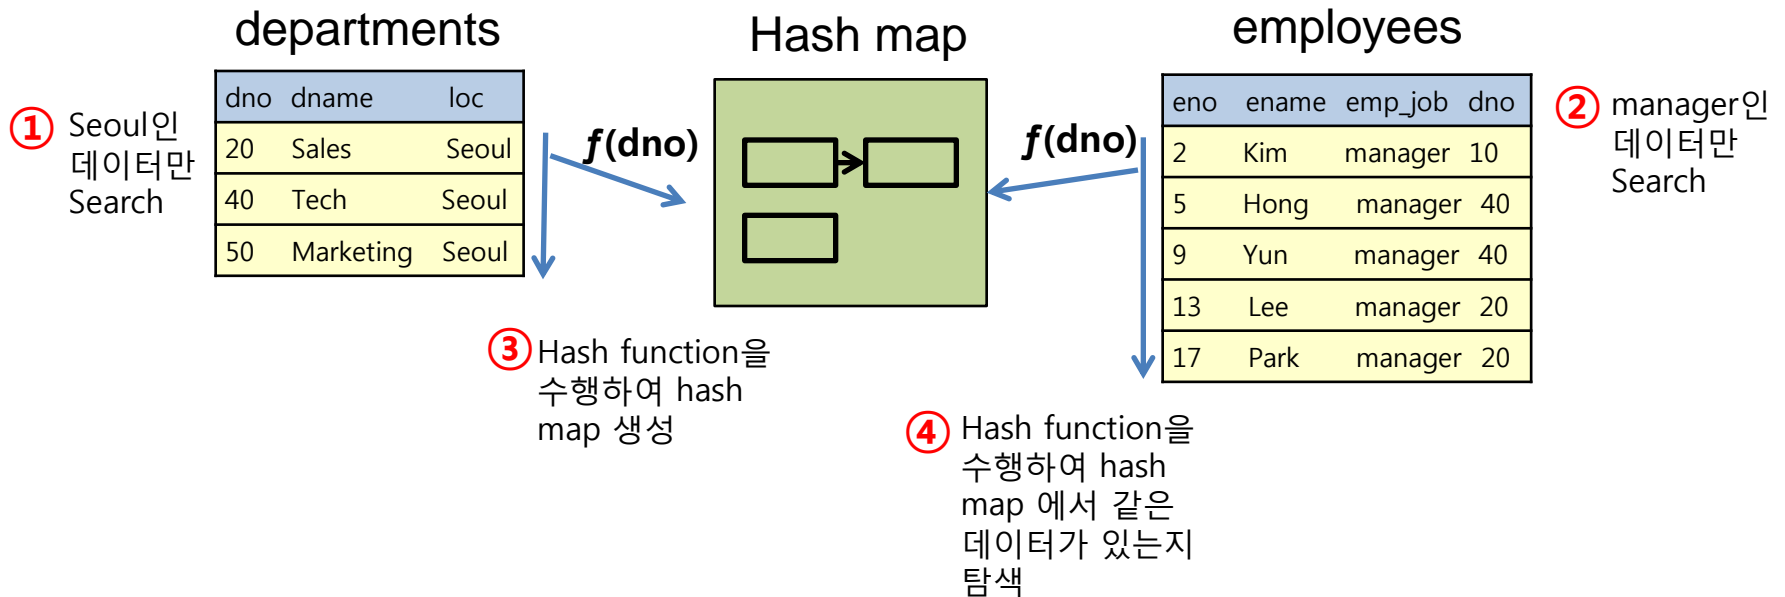 departments
Hash map
employees
① Seoul인
데이터만
Search
dno dname loc
20 Sales Seoul
40 Tech Seoul
50 Marketing Seoul
ƒ(dno)
ƒ(dno)
eno ename emp_job dno
2 Kim manager 10
5 Hong manager 40
9 Yun manager 40
13 Lee manager 20
17 Park manager 20
② manager인
데이터만
Search
③ Hash function을
수행하여 hash
map 생성
④ Hash function을
수행하여 hash
map 에서 같은
데이터가 있는지
탐색